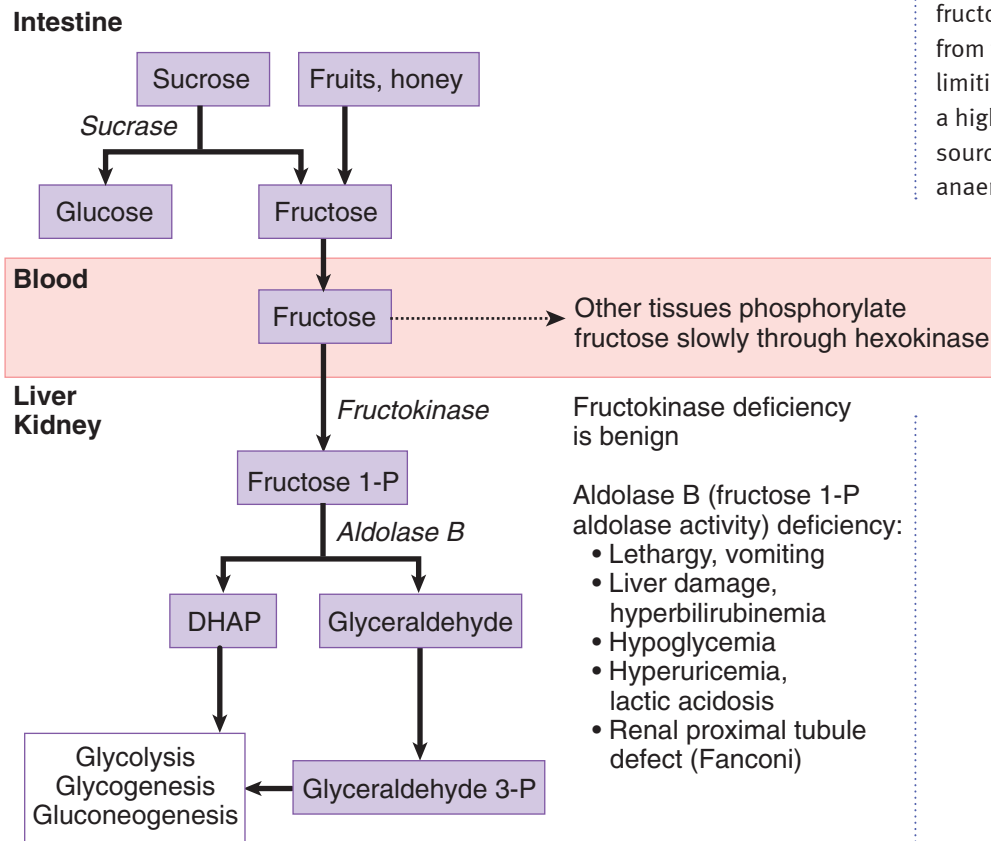 Intestine
Sucrose
Fruits, honey
Sucrase
Glucose
Fructose
Blood
Fructose
Other tissues phosphorylate
fructose slowly through hexokinase
Liver
Kidney
Fructokinase
Fructose 1-P
Aldolase B
DHAP
Glyceraldehyde
Glycolysis
Glycogenesis
Gluconeogenesis
Glyceraldehyde 3-P
Fructokinase deficiency
is benign
Aldolase B (fructose 1-P
aldolase activity) deficiency:
• Lethargy, vomiting
• Liver damage,
hyperbilirubinemia
• Hypoglycemia
• Hyperuricemia,
lactic acidosis
• Renal proximal tubule
defect (Fanconi)
from
a